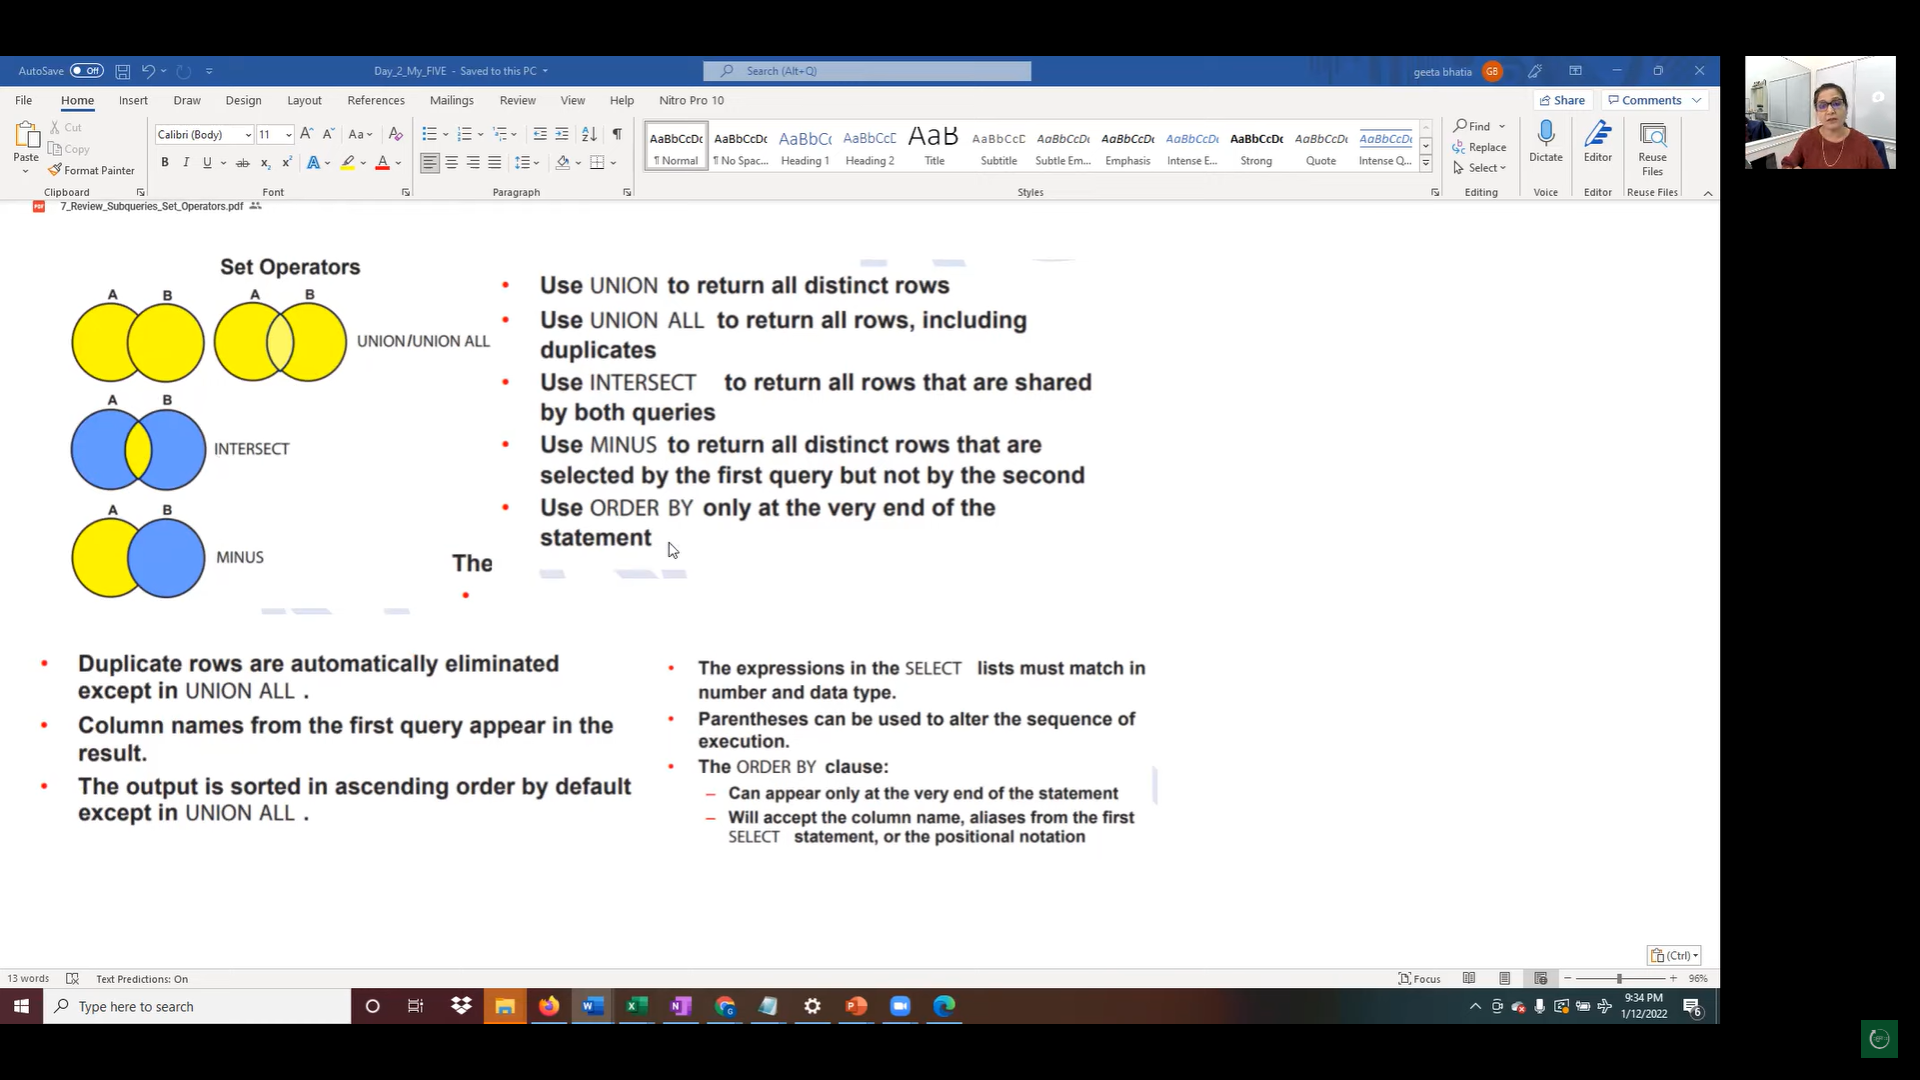 AutoSave Off Day_2_My_FIVE - Saved to this PC Search (Alt+Q) geeta bhatia GB
File Home Insert Draw Design Layout References Mailings Review View Help Nitro Pro 10 Share Comments
Paste Cut Copy Format Painter
Calibri (Body) 11
AaBbCcDc AaBbCcDc AaBbCc AaBbCcD AaB AaBbCcD AaBbCcDc AaBbCcDc AaBbCcDc AaBbCcDc AaBbCcDc AaBbCcDc
¶ Normal ¶ No Spac... Heading 1 Heading 2 Title Subtitle Subtle Em... Emphasis Intense E... Strong Quote Intense Q...
Find Replace Select Dictate Editor Reuse Files
Clipboard Font Paragraph Styles Editing Voice Editor Reuse Files
PDF 7_Review_Subqueries_Set_Operators.pdf
Set Operators
A B A B
UNION/UNION ALL
A B
INTERSECT
A B
MINUS
The
•
• Use UNION to return all distinct rows
• Use UNION ALL to return all rows, including
duplicates
• Use INTERSECT to return all rows that are shared
by both queries
• Use MINUS to return all distinct rows that are
selected by the first query but not by the second
• Use ORDER BY only at the very end of the
statement
• Duplicate rows are automatically eliminated
except in UNION ALL .
• Column names from the first query appear in the
result.
• The output is sorted in ascending order by default
except in UNION ALL .
• The expressions in the SELECT lists must match in
number and data type.
• Parentheses can be used to alter the sequence of
execution.
• The ORDER BY clause:
– Can appear only at the very end of the statement
– Will accept the column name, aliases from the first
SELECT statement, or the positional notation
(Ctrl)
13 words Text Predictions: On Focus 96%
Type here to search
9:34 PM
1/12/2022
6